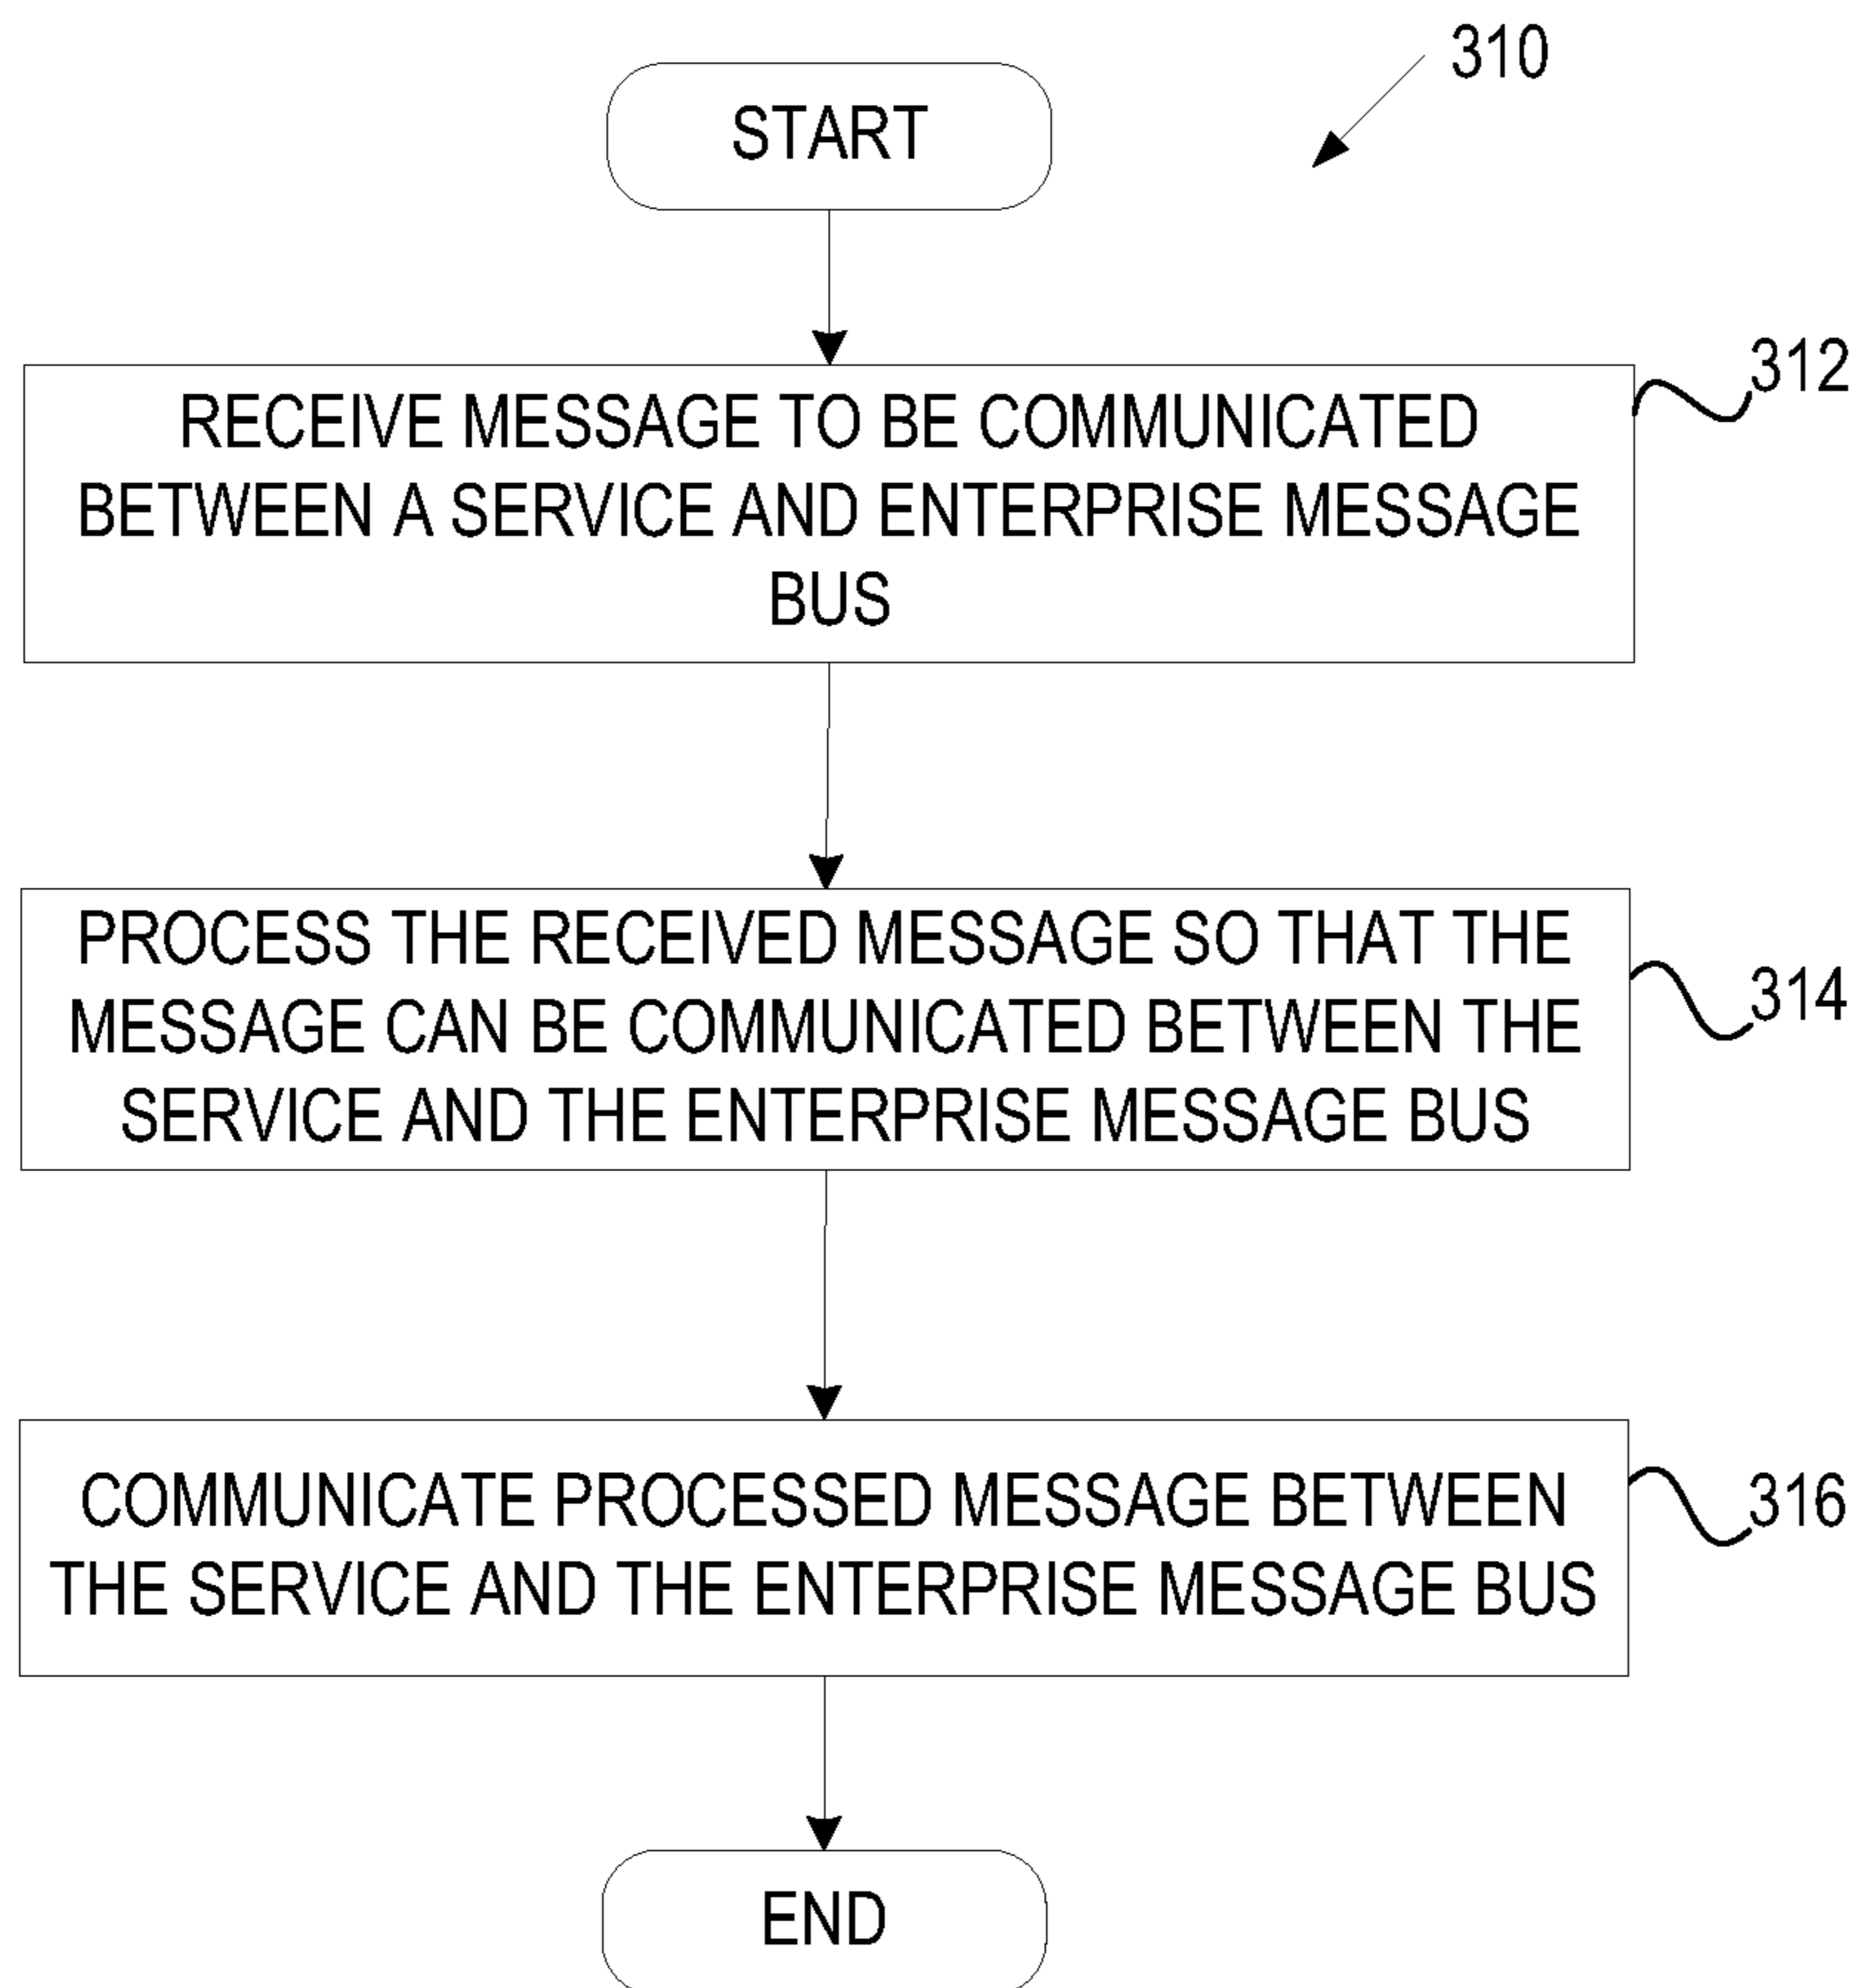 310
START
312
RECEIVE MESSAGE TO BE COMMUNICATED
BETWEEN A SERVICE AND ENTERPRISE MESSAGE
BUS
PROCESS THE RECEIVED MESSAGE SO THAT THE
MESSAGE CAN BE COMMUNICATED BETWEEN THE
314
SERVICE AND THE ENTERPRISE MESSAGE BUS
COMMUNICATE PROCESSED MESSAGE BETWEEN
316
THE SERVICE AND THE ENTERPRISE MESSAGE BUS
END